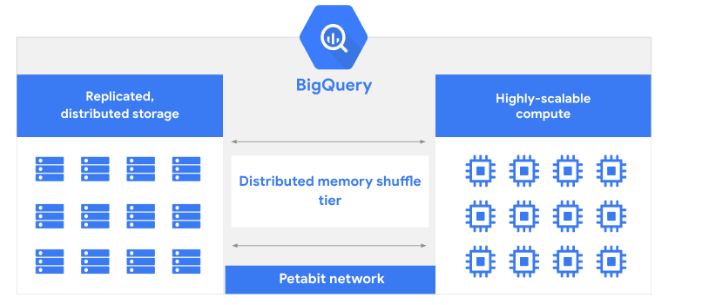 BigQuery
Replicated,
distributed storage
Highly-scalable
compute
Distributed memory shuffle
tier
Petabit network